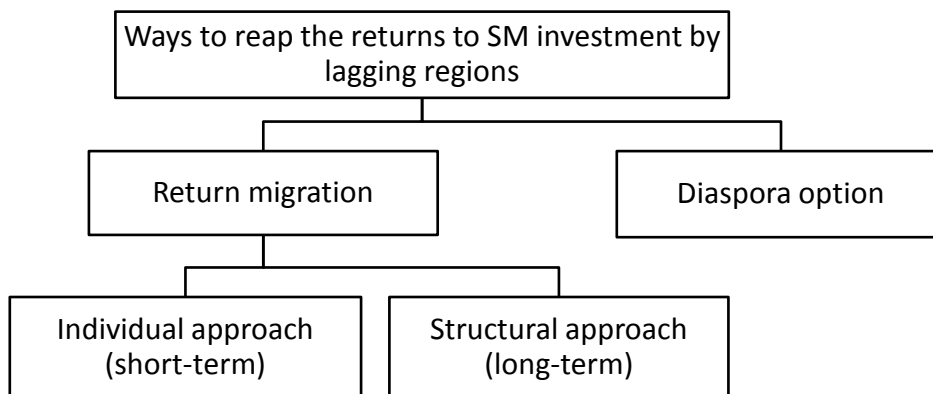 Ways to reap the returns to SM investment by
lagging regions
Return migration
Diaspora option
Individual approach
(short-term)
Structural approach
(long-term)